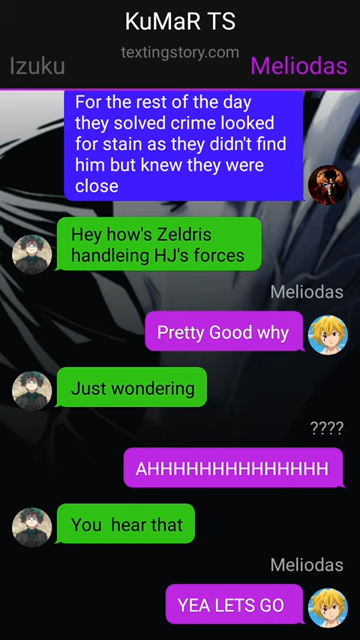 KuMaR TS
textingstory.com
Izuku
Meliodas
For the rest of the day
they solved crime looked
for stain as they didn't find
him but knew they were
close
Hey how's Zeldris
handleing HJ's forces
Meliodas
Pretty Good why
Just wondering
????
AHHHHHHHHHHHHHH
You  hear that
Meliodas
YEA LETS GO